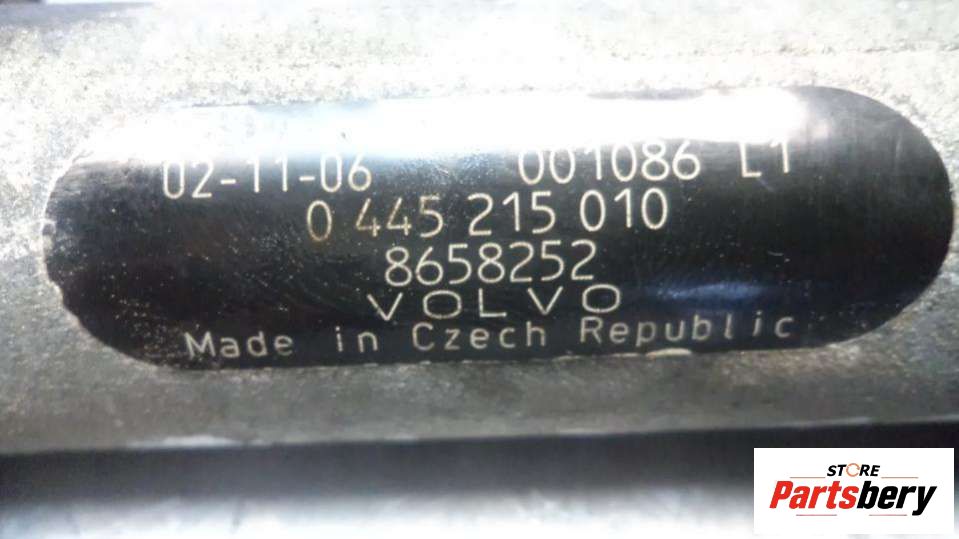 02-11-06 001086 L1
0 445 215 010
8658252
VOLVO
Made in Czech Republic
STORE
Partsbery